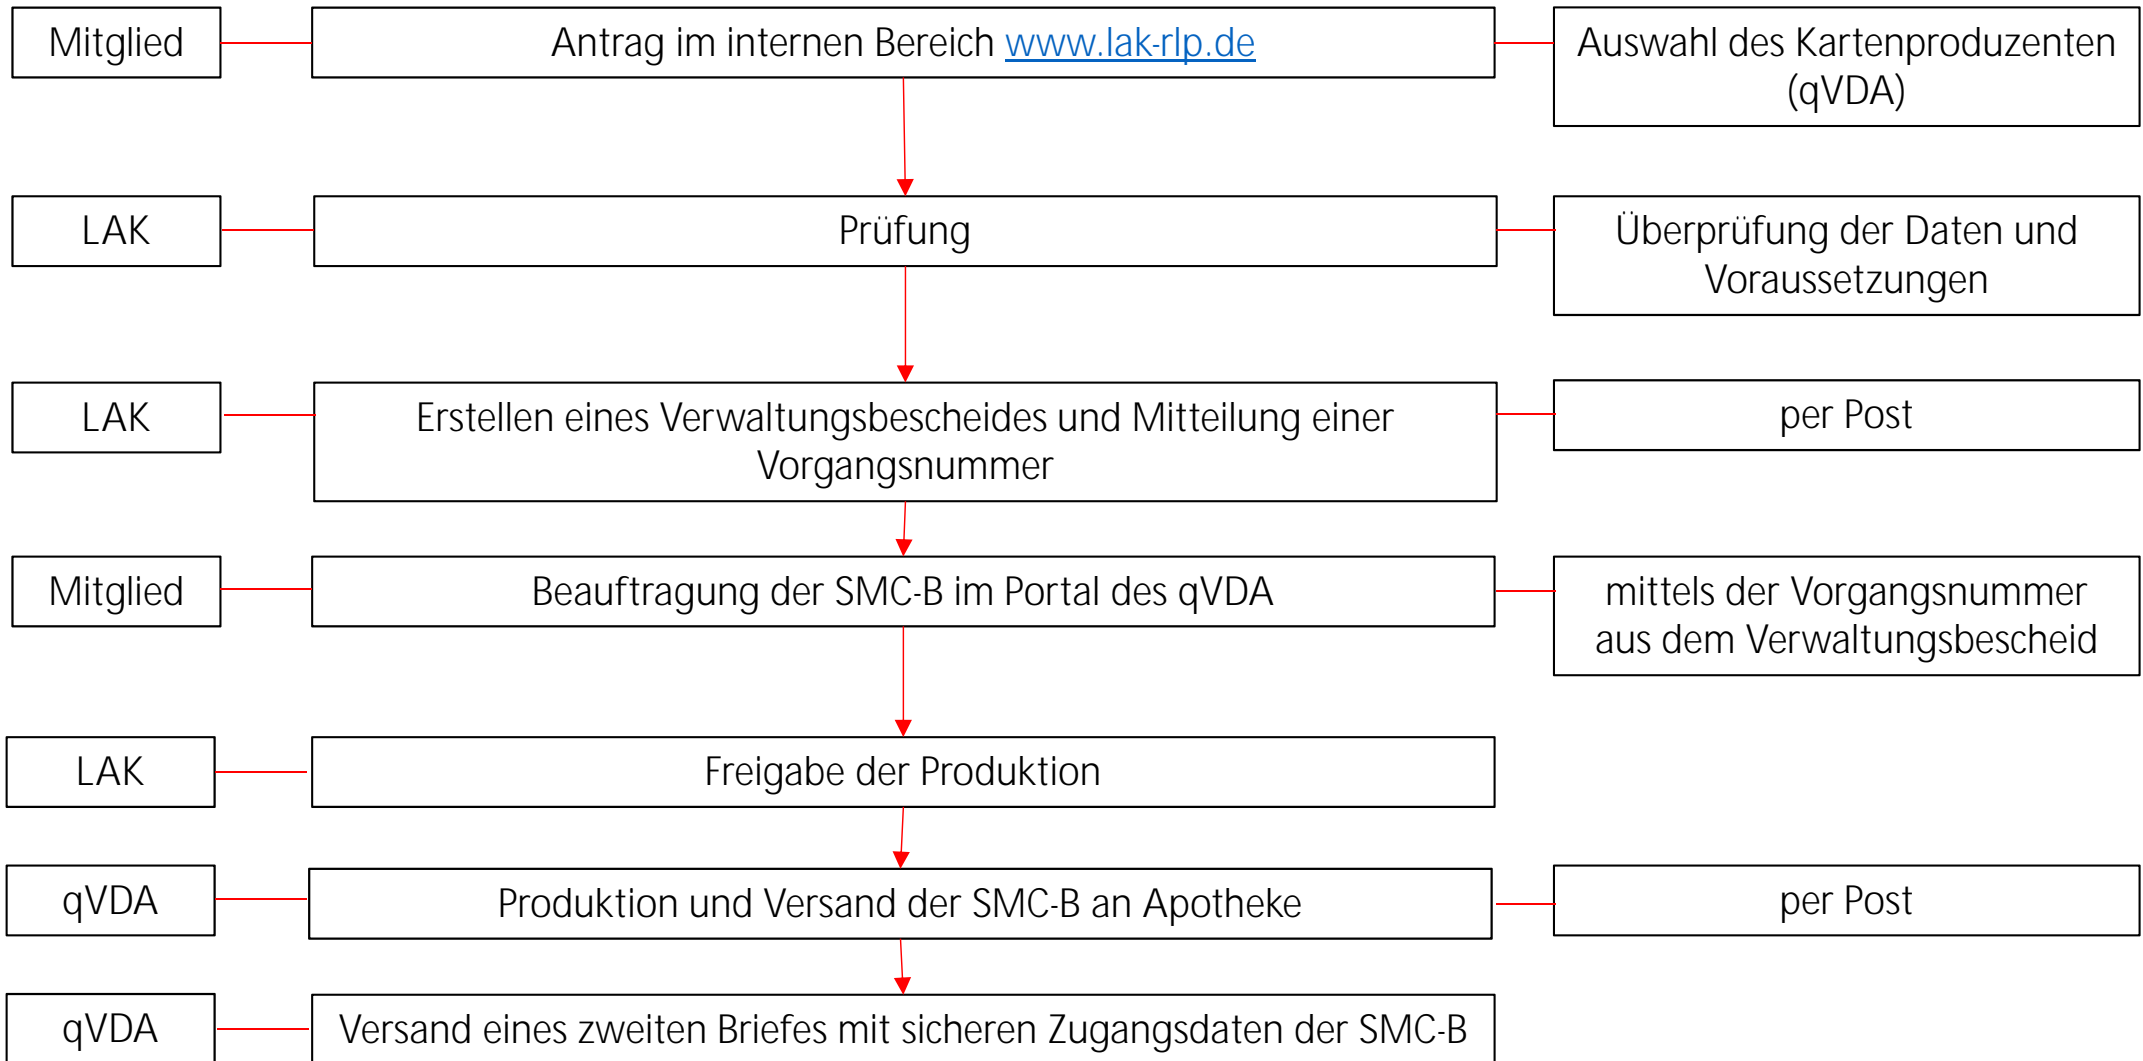 Mitglied
Antrag im internen Bereich www.lak-rlp.de
Auswahl des Kartenproduzenten
(qVDA)
LAK
Prüfung
Überprüfung der Daten und
Voraussetzungen
LAK
Erstellen eines Verwaltungsbescheides und Mitteilung einer
Vorgangsnummer
per Post
Mitglied
Beauftragung der SMC-B im Portal des qVDA
mittels der Vorgangsnummer
aus dem Verwaltungsbescheid
LAK
Freigabe der Produktion
qVDA
Produktion und Versand der SMC-B an Apotheke
per Post
qVDA
Versand eines zweiten Briefes mit sicheren Zugangsdaten der SMC-B